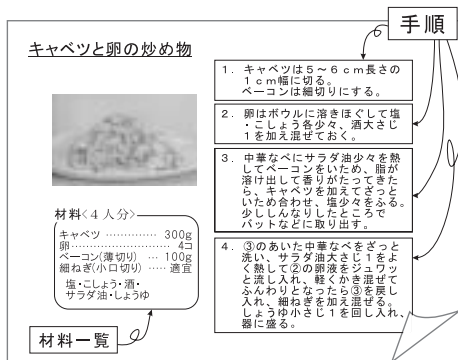 手順
キャベツと卵の炒め物
1. キャベツは5～6cm長さの
1cm幅に切る。
ベーコンは細切りにする。
2. 卵はボウルに溶きほぐして塩
・こしょう各少々、酒大さじ
1を加え混ぜておく。
3. 中華なべにサラダ油少々を熱
してベーコンをいため、脂が
溶け出して香りがたってきた
ら、キャベツを加えてざっと
いため合わせ、塩少々をふる。
少ししんなりしたところで
バットなどに取り出す。
4. ③のあいた中華なべをざっと
洗い、サラダ油大さじ1をよ
く熱して②の卵液をジュワッ
と流し入れ、軽くかき混ぜて
ふんわりとなったら③を戻し
入れ、細ねぎを加え混ぜる。
しょうゆ小さじ1を回し入れ、
器に盛る。
材料<4人分>
キャベツ ············· 300g
卵························ 4コ
ベーコン(薄切り) ··· 100g
細ねぎ(小口切り) ····· 適宜
塩・こしょう・酒・
サラダ油・しょうゆ
材料一覧